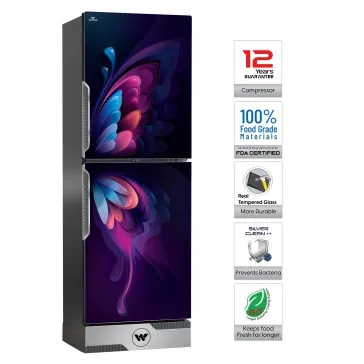 12
Years
GUARANTEE
Compressor
100%
Food Grade
Materials
FDA CERTIFIED
Real
Tempered Glass
More Durable
SILVER
CLEAN ++
Prevents Bacteria
Keeps food
Fresh for longer